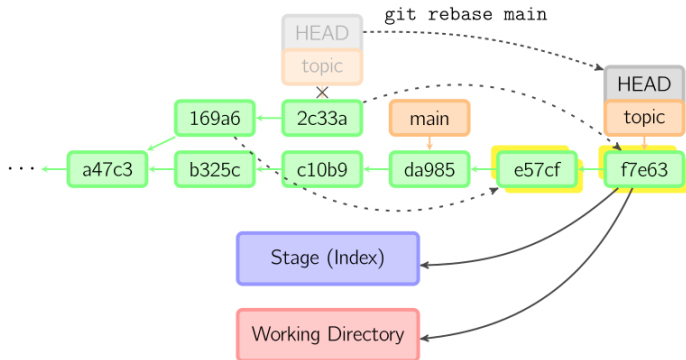 git rebase main
HEAD
topic
HEAD
169a6
2c33a
main
topic
...
a47c3
b325c
c10b9
da985
e57cf
f7e63
Stage (Index)
Working Directory